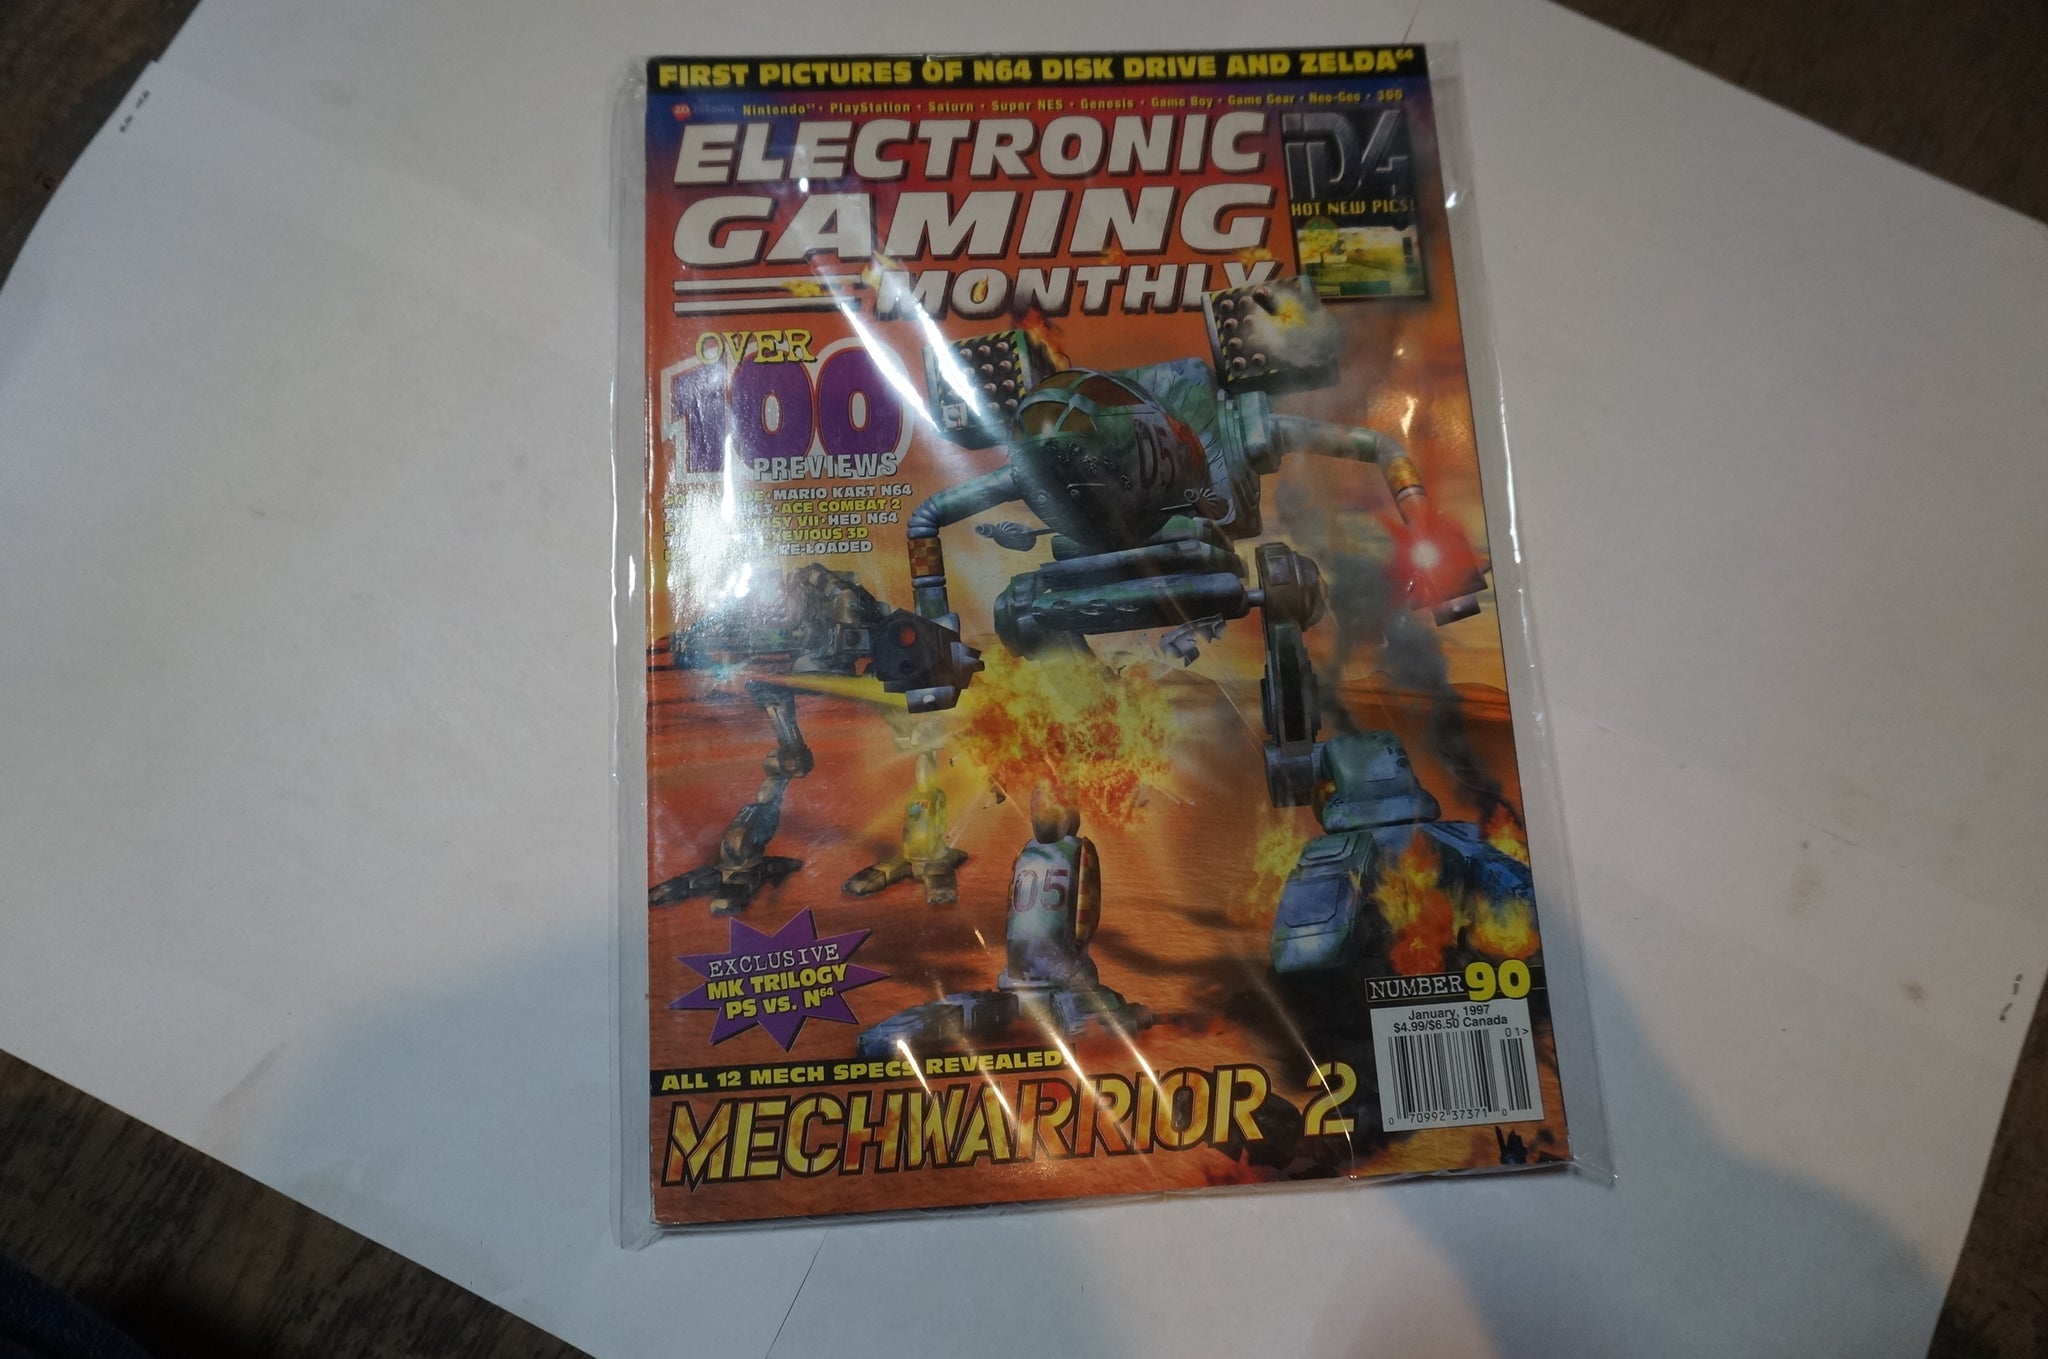 FIRST PICTURES OF N64 DISK DRIVE AND ZELDA64
Nintendo64 • PlayStation • Saturn • Super NES • Genesis • Game Boy • Game Gear • Neo-Geo • 3DO
ELECTRONIC
GAMING
MONTHLY
HOT NEW PICS!
OVER
100
PREVIEWS
MARIO KART N64
ACE COMBAT 2
VII • HED N64
XEVIOUS 3D
RE-LOADED
05
05
EXCLUSIVE
MK TRILOGY
PS VS. N64
NUMBER 90
January, 1997
$4.99/$6.50 Canada
01>
0 70992 37371 0
ALL 12 MECH SPECS REVEALED
MECHWARRIOR 2